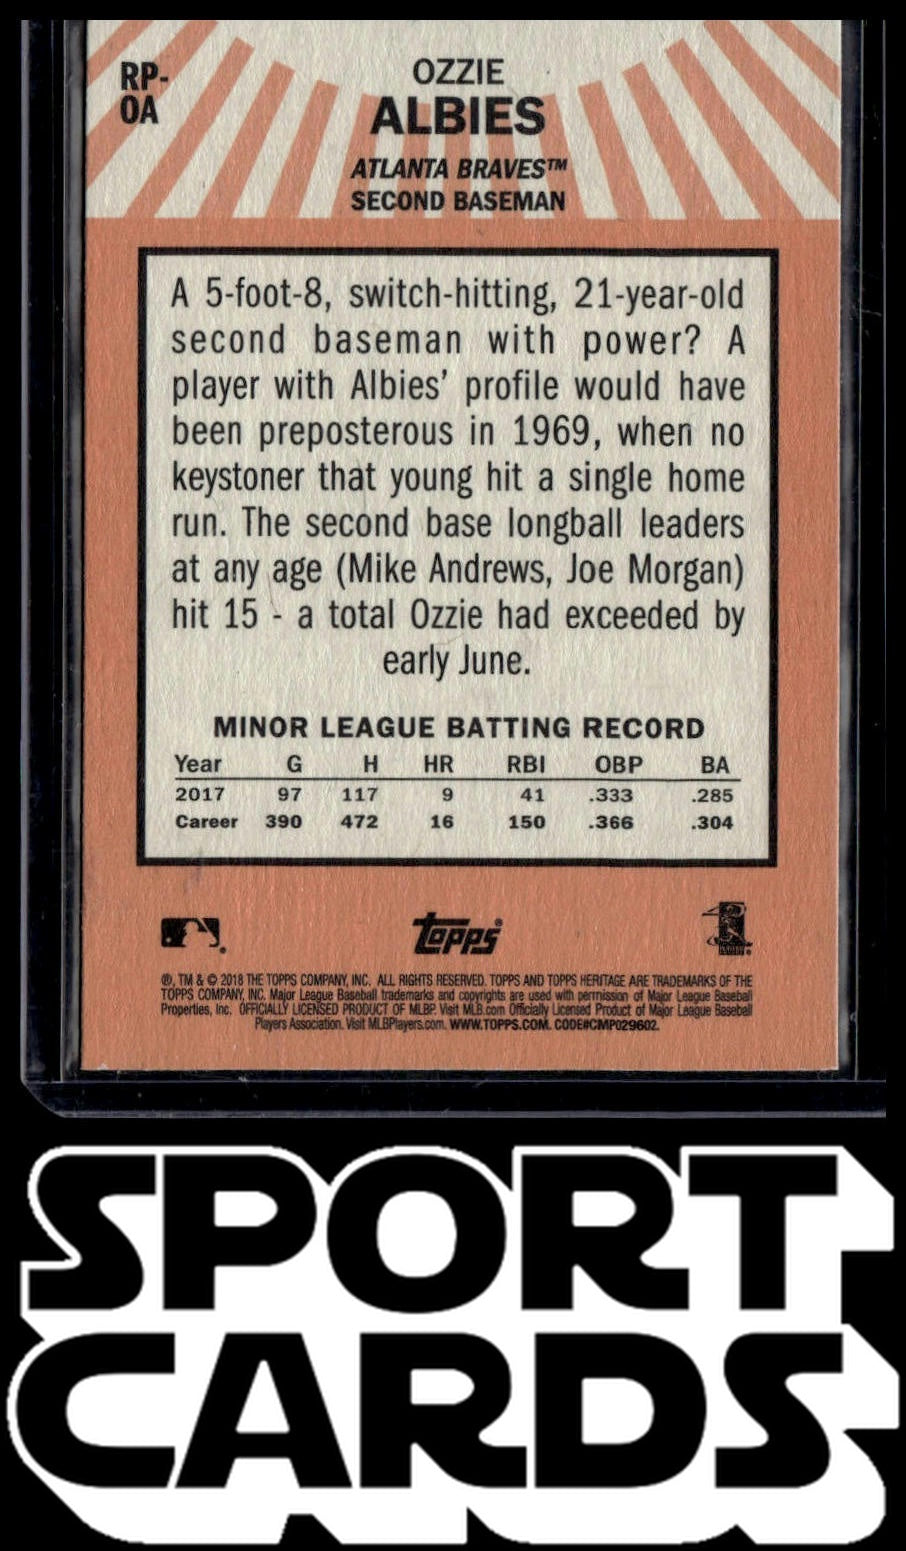 RP-
OA
OZZIE
ALBIES
ATLANTA BRAVES™
SECOND BASEMAN
A 5-foot-8, switch-hitting, 21-year-old
second baseman with power? A
player with Albies' profile would have
been preposterous in 1969, when no
keystoner that young hit a single home
run. The second base longball leaders
at any age (Mike Andrews, Joe Morgan)
hit 15 - a total Ozzie had exceeded by
early June.
MINOR LEAGUE BATTING RECORD
Year G H HR RBI OBP BA
2017 97 117 9 41 .333 .285
Career 390 472 16 150 .366 .304
Topps®
®, TM & © 2018 THE TOPPS COMPANY, INC. ALL RIGHTS RESERVED. TOPPS AND TOPPS HERITAGE ARE TRADEMARKS OF THE
TOPPS COMPANY, INC. Major League Baseball trademarks and copyrights are used with permission of Major League Baseball
Properties, Inc. OFFICIALLY LICENSED PRODUCT OF MLBP. Visit MLB.com Officially Licensed Product of Major League Baseball
Players Association. Visit MLBPlayers.com. WWW.TOPPS.COM. CODE#CMP029602.
SPORT
CARDS